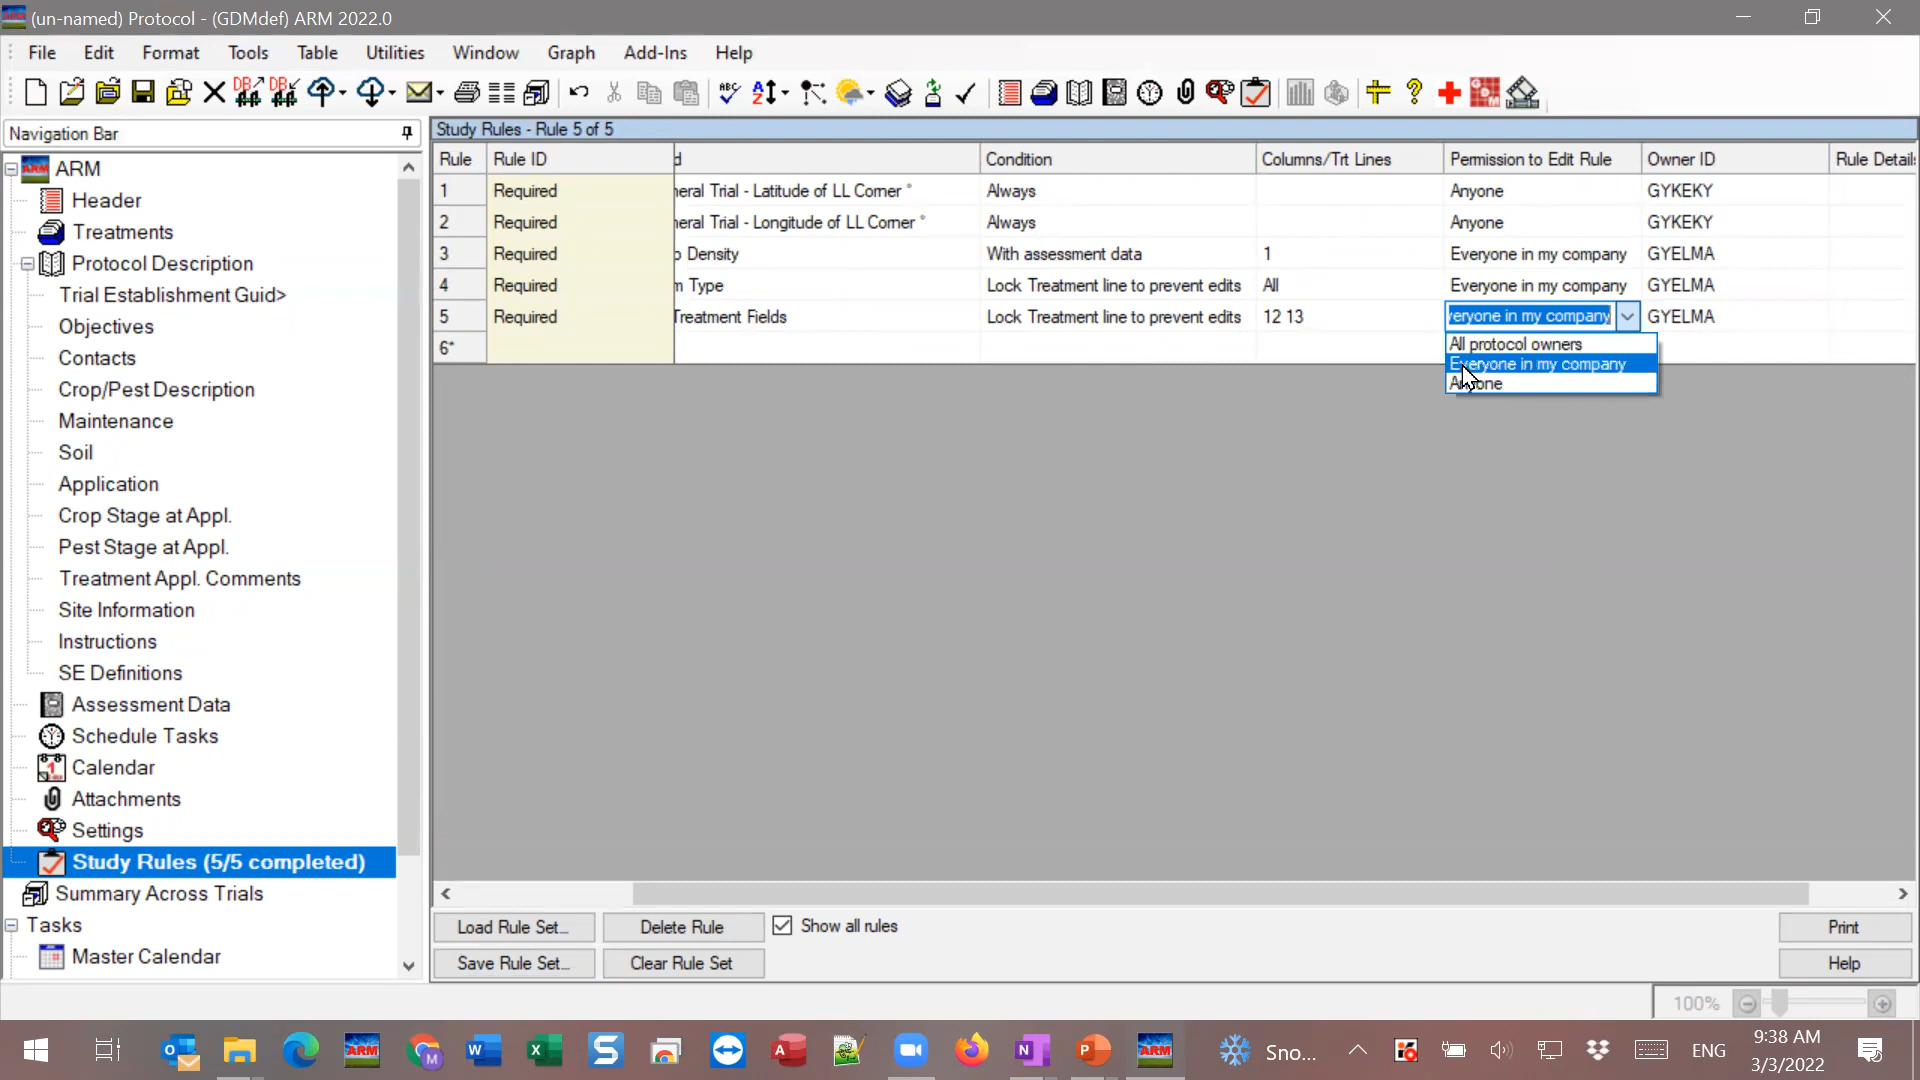 (un-named) Protocol - (GDMdef) ARM 2022.0
File Edit Format Tools Table Utilities Window Graph Add-Ins Help
Navigation Bar
ARM
Header
Treatments
Protocol Description
Trial Establishment Guid>
Objectives
Contacts
Crop/Pest Description
Maintenance
Soil
Application
Crop Stage at Appl.
Pest Stage at Appl.
Treatment Appl. Comments
Site Information
Instructions
SE Definitions
Assessment Data
Schedule Tasks
Calendar
Attachments
Settings
Study Rules (5/5 completed)
Summary Across Trials
Tasks
Master Calendar
Study Rules - Rule 5 of 5
Rule Rule ID d Condition Columns/Trt Lines Permission to Edit Rule Owner ID Rule Details
1 Required neral Trial - Latitude of LL Corner ° Always Anyone GYKEKY
2 Required neral Trial - Longitude of LL Corner ° Always Anyone GYKEKY
3 Required p Density With assessment data 1 Everyone in my company GYELMA
4 Required m Type Lock Treatment line to prevent edits All Everyone in my company GYELMA
5 Required Treatment Fields Lock Treatment line to prevent edits 12 13 veryone in my company GYELMA
6*
All protocol owners
Everyone in my company
Anyone
Load Rule Set... Delete Rule Show all rules Print
Save Rule Set... Clear Rule Set Help
100%
Sno... ENG 9:38 AM
3/3/2022